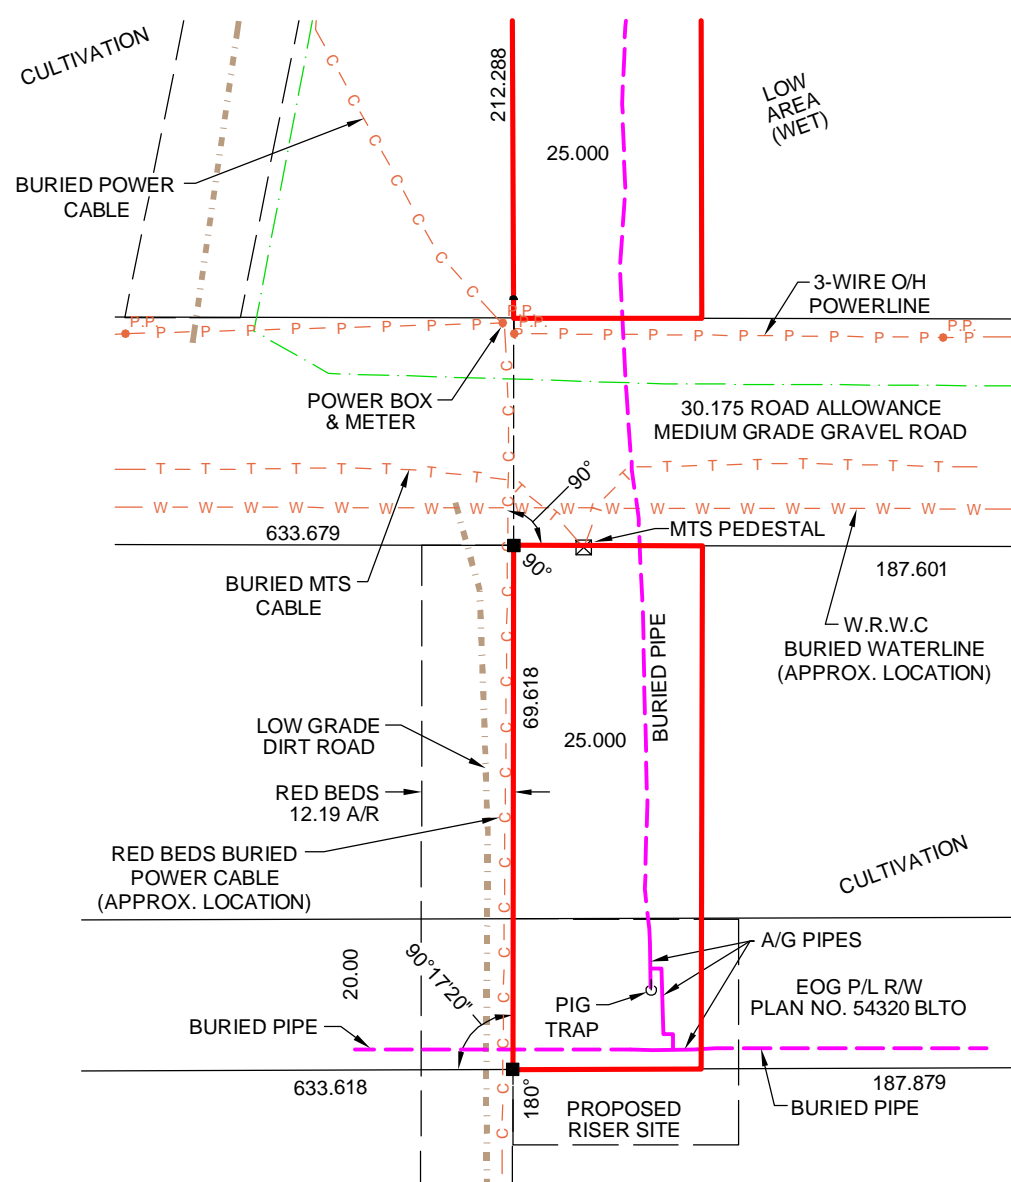 CULTIVATION
212.288
25.000
LOW
AREA
(WET)
BURIED POWER
CABLE
C
C
C
C
C
C
C
C
3-WIRE O/H
POWERLINE
P.P.
P.P.
P.P.
P.P.
P P P P P P P P
P P P P P P P P P P
POWER BOX
& METER
30.175 ROAD ALLOWANCE
MEDIUM GRADE GRAVEL ROAD
T T T T T T T T T T T T T T T T T T
90°
W W W W W W W W W W W W W W W W W W W
MTS PEDESTAL
633.679
90°
187.601
BURIED MTS
CABLE
W.R.W.C
BURIED WATERLINE
(APPROX. LOCATION)
BURIED PIPE
69.618
25.000
LOW GRADE
DIRT ROAD
RED BEDS
12.19 A/R
RED BEDS BURIED
POWER CABLE
(APPROX. LOCATION)
CULTIVATION
A/G PIPES
20.00
90°17'20"
PIG
TRAP
EOG P/L R/W
PLAN NO. 54320 BLTO
BURIED PIPE
633.618
180°
187.879
PROPOSED
RISER SITE
BURIED PIPE